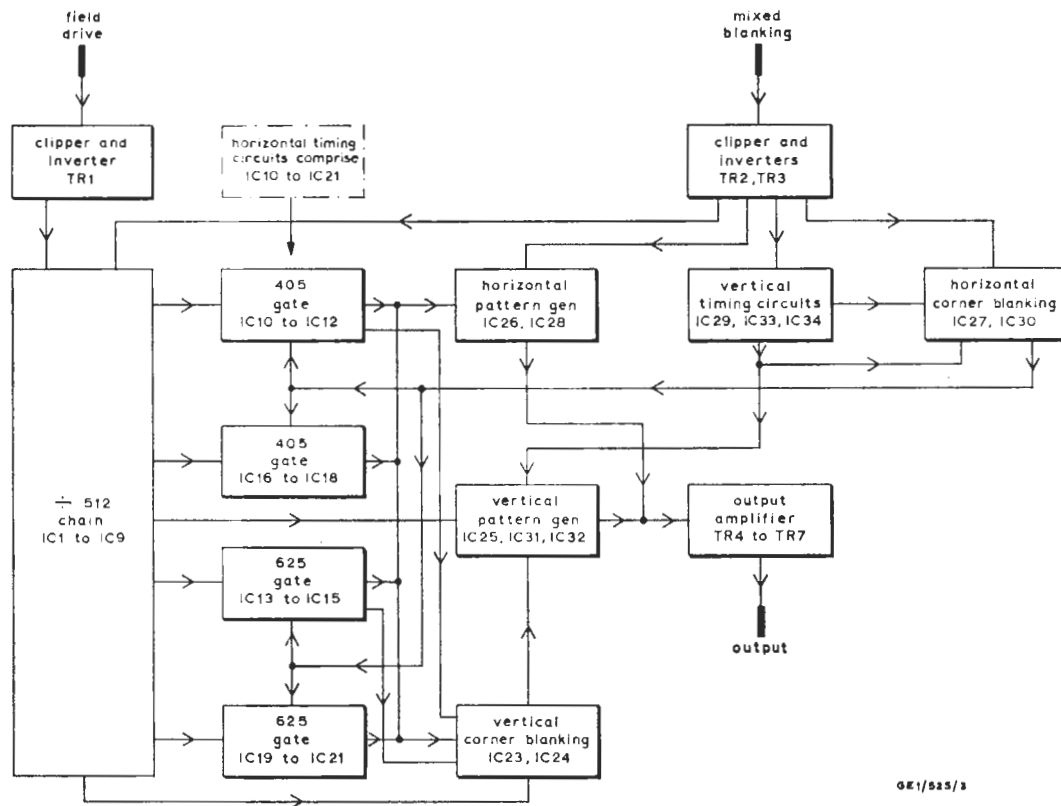 field
drive
mixed
blanking
clipper and
inverter
TR1
horizontal timing
circuits comprise
IC10 to IC21
clipper and
inverters
TR2,TR3
405
gate
IC10 to IC12
horizontal
pattern gen
IC26, IC28
vertical
timing circuits
IC29, IC33, IC34
horizontal
corner blanking
IC27, IC30
405
gate
IC16 to IC18
÷ 512
chain
IC1 to IC9
vertical
pattern gen
IC25, IC31, IC32
output
amplifier
TR4 to TR7
625
gate
IC13 to IC15
output
625
gate
IC19 to IC21
vertical
corner blanking
IC23, IC24
GE1/525/3